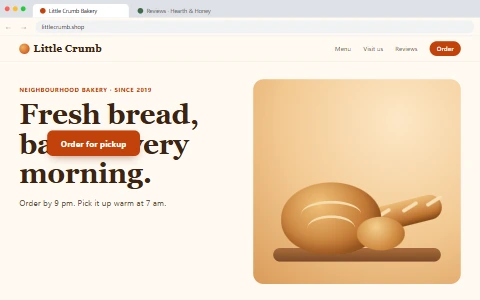 Little Crumb Bakery
Reviews · Hearth & Honey
littlecrumb.shop
Little Crumb
Menu
Visit us
Reviews
Order
NEIGHBOURHOOD BAKERY · SINCE 2019
Fresh bread,
Order for pickup
morning.
Order by 9 pm. Pick it up warm at 7 am.